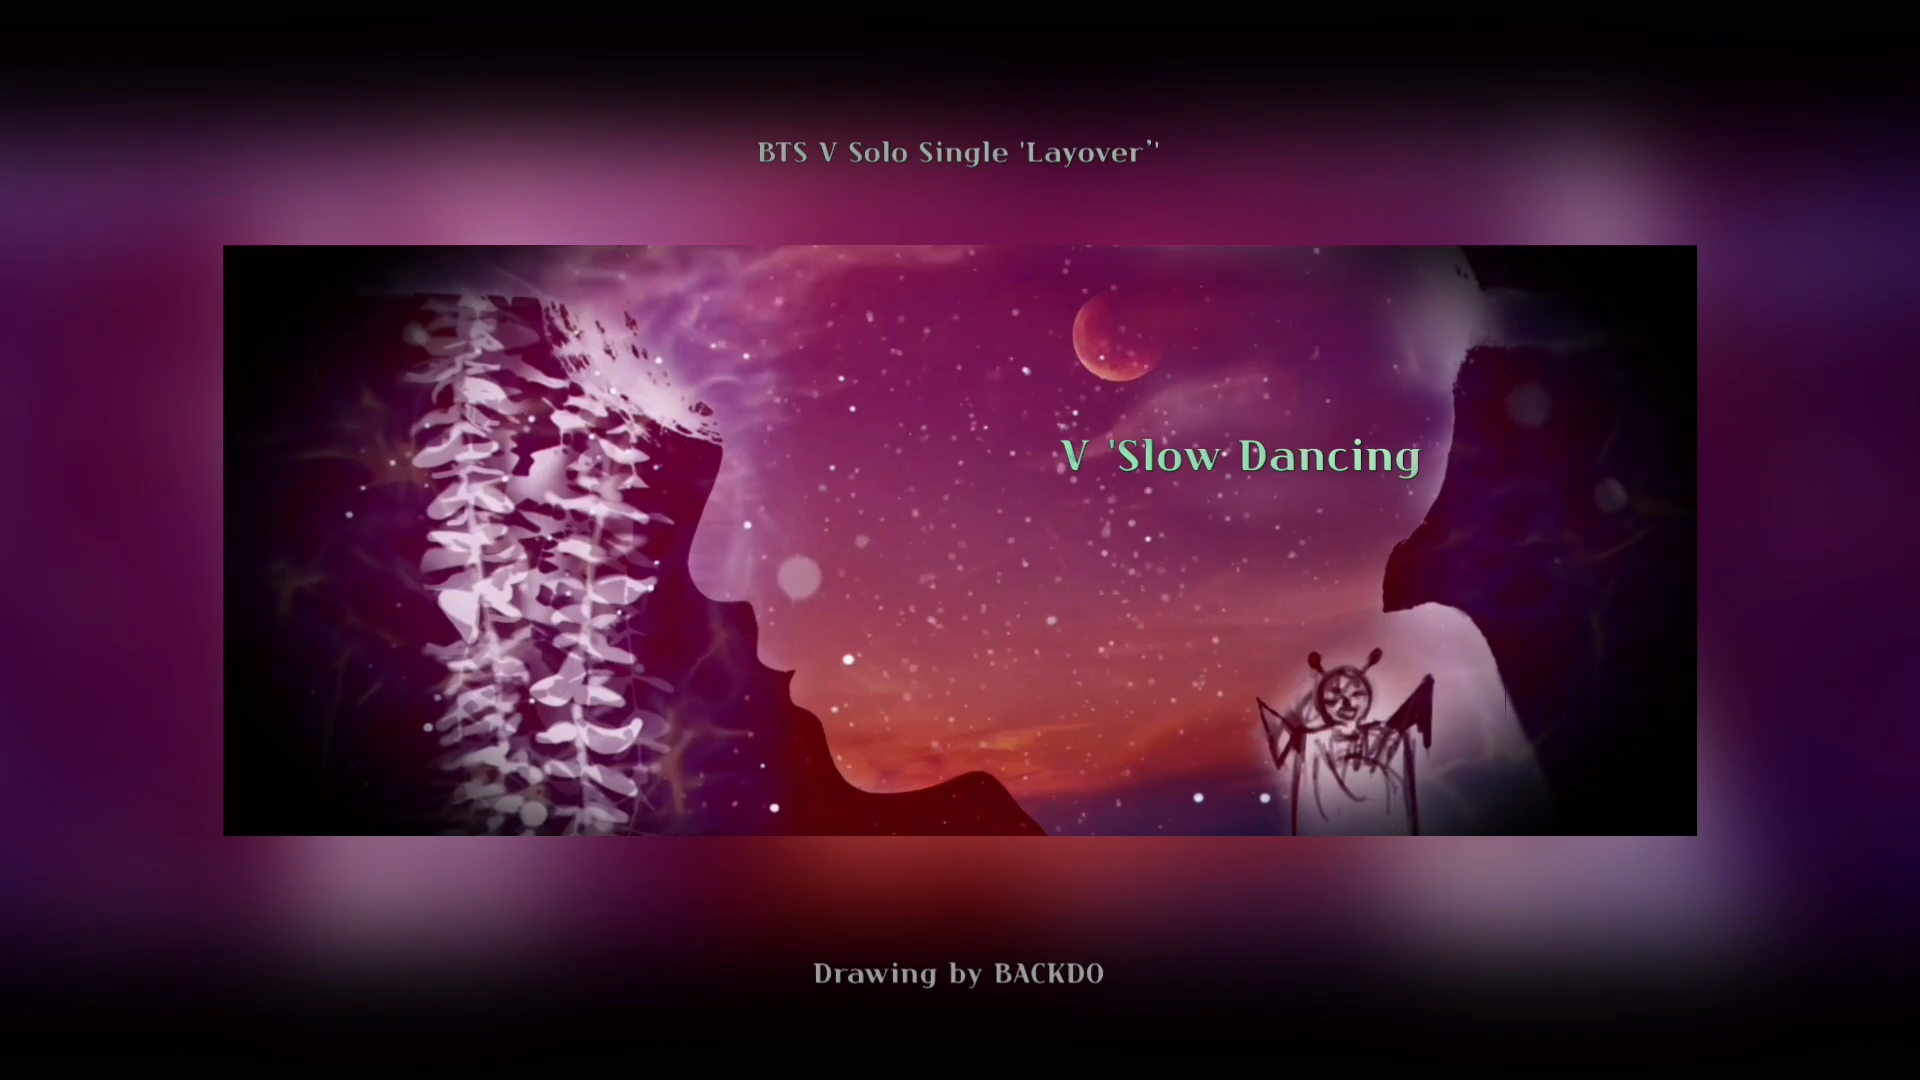 BTS V Solo Single 'Layover’'
V 'Slow Dancing
Drawing by BACKDO